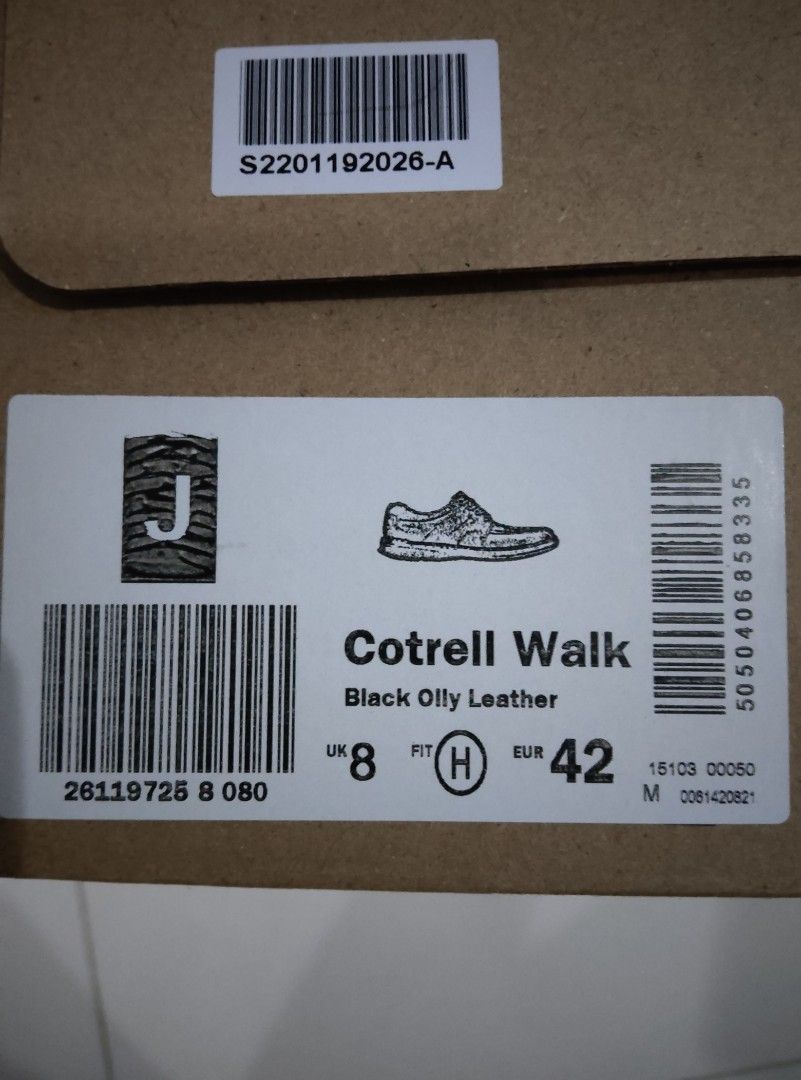 S2201192026-A
J
Cotrell Walk
Black Olly Leather
UK 8 FIT H EUR 42
26119725 8 080
5050406858335
15103 00050
M 0061420821